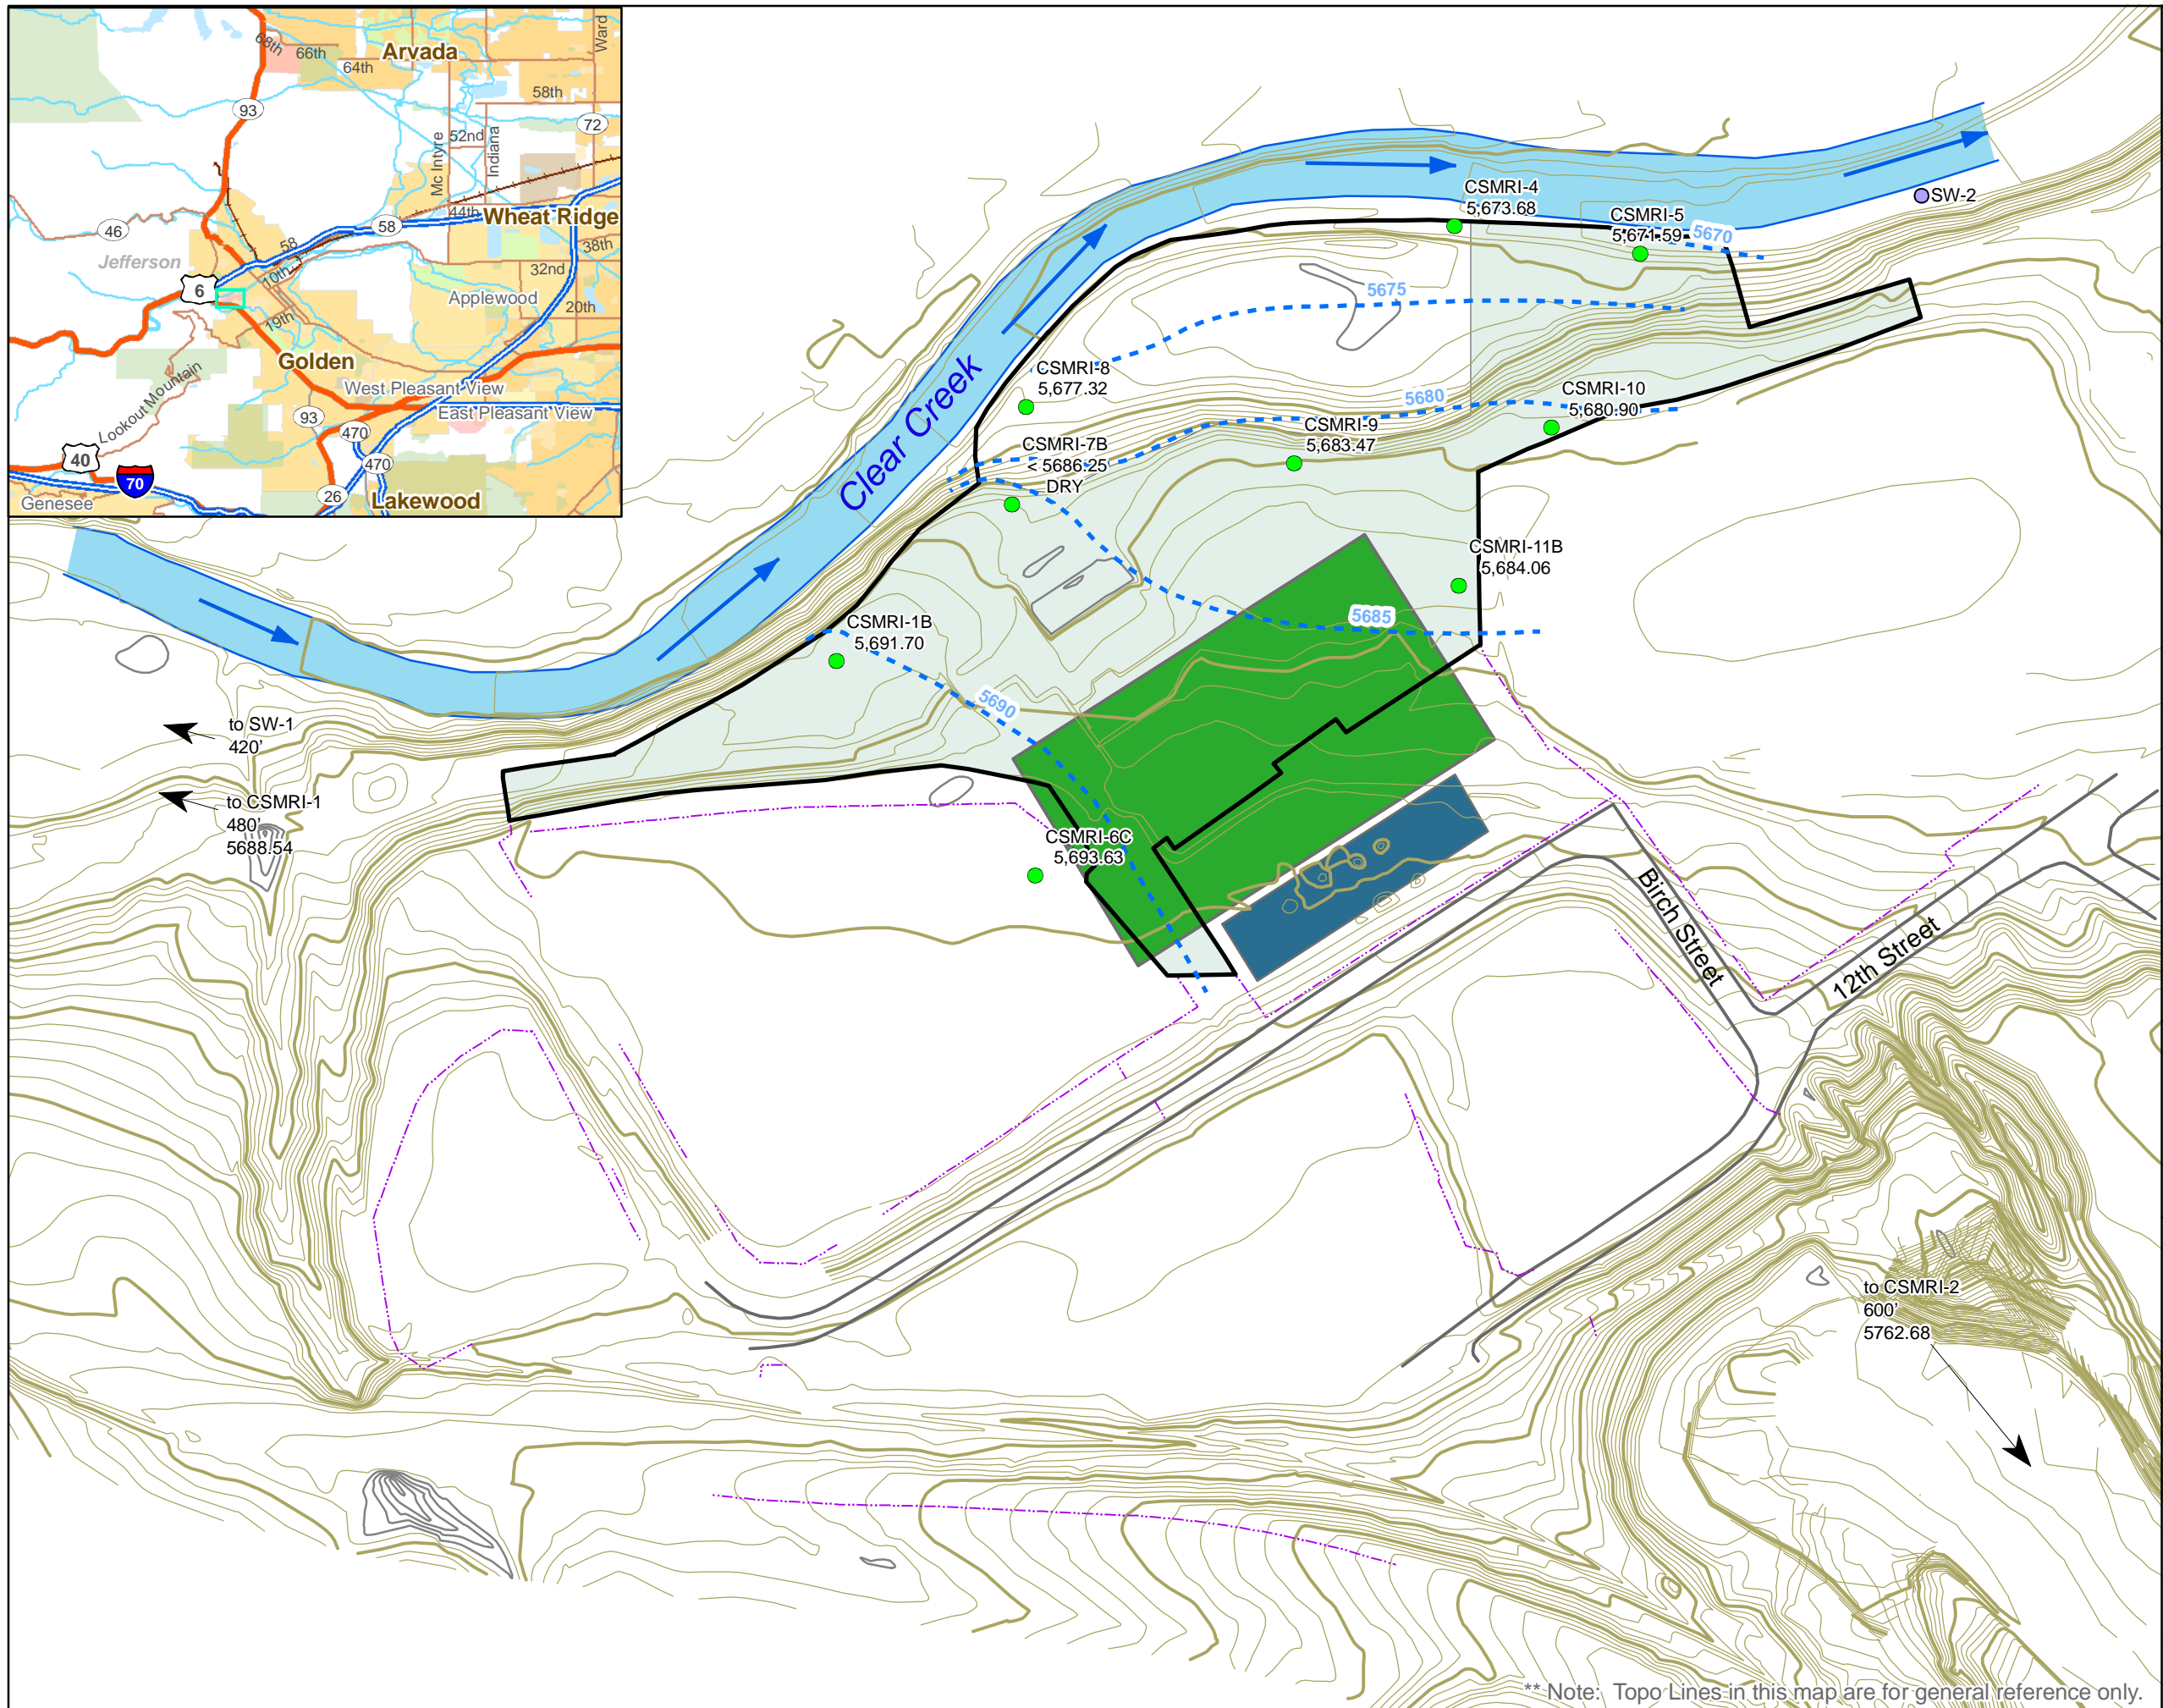 68th
66th
64th
Arvada
Ward
93
58th
72
52nd
Mc Intyre
Indiana
44th
Wheat Ridge
46
58
58
38th
Jefferson
10th
32nd
6
Applewood
20th
19th
Golden
West Pleasant View
East Pleasant View
Lookout Mountain
93
470
470
40
70
26
Genesee
Lakewood
SW-2
CSMRI-4
5,673.68
CSMRI-5
5,671.59
5670
5675
CSMRI-8
5,677.32
5680
CSMRI-10
5,680.90
CSMRI-9
5,683.47
CSMRI-7B
< 5686.25
DRY
Clear Creek
CSMRI-11B
5,684.06
5685
CSMRI-1B
5,691.70
5690
to SW-1
420'
to CSMRI-1
480'
5688.54
CSMRI-6C
5,693.63
Birch Street
12th Street
to CSMRI-2
600'
5762.68
** Note: Topo Lines in this map are for general reference only.